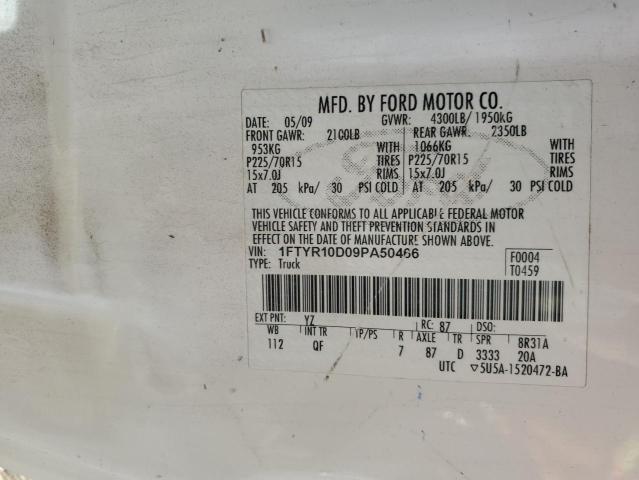 MFD. BY FORD MOTOR CO.
DATE: 05/09 GVWR: 4300LB/ 1950KG
FRONT GAWR: 2100LB REAR GAWR: 2350LB
953KG WITH 1066KG WITH
P225/70R15 TIRES P225/70R15 TIRES
15x7.0J RIMS 15x7.0J RIMS
AT 205 kPa/ 30 PSI COLD AT 205 kPa/ 30 PSI COLD
THIS VEHICLE CONFORMS TO ALL APPLICABLE FEDERAL MOTOR
VEHICLE SAFETY AND THEFT PREVENTION STANDARDS IN
EFFECT ON THE DATE OF MANUFACTURE SHOWN ABOVE.
VIN: 1FTYR10D09PA50466 F0004
TYPE: Truck T0459
EXT PNT: YZ RC: 87 DSO:
WB INT TR TP/PS R AXLE TR SPR 8R31A
112 QF 7 87 D 3333 20A
UTC ▽5U5A-1520472-BA